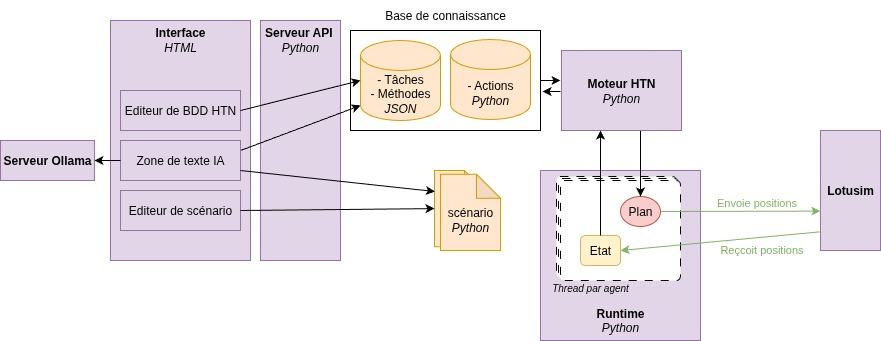 Base de connaissance
Interface
HTML
Serveur API
Python
- Tâches
- Méthodes
JSON
- Actions
Python
Moteur HTN
Python
Editeur de BDD HTN
Serveur Ollama
Zone de texte IA
Editeur de scénario
scénario
Python
Plan
Envoie positions
Lotusim
Etat
Reçcoit positions
Thread par agent
Runtime
Python